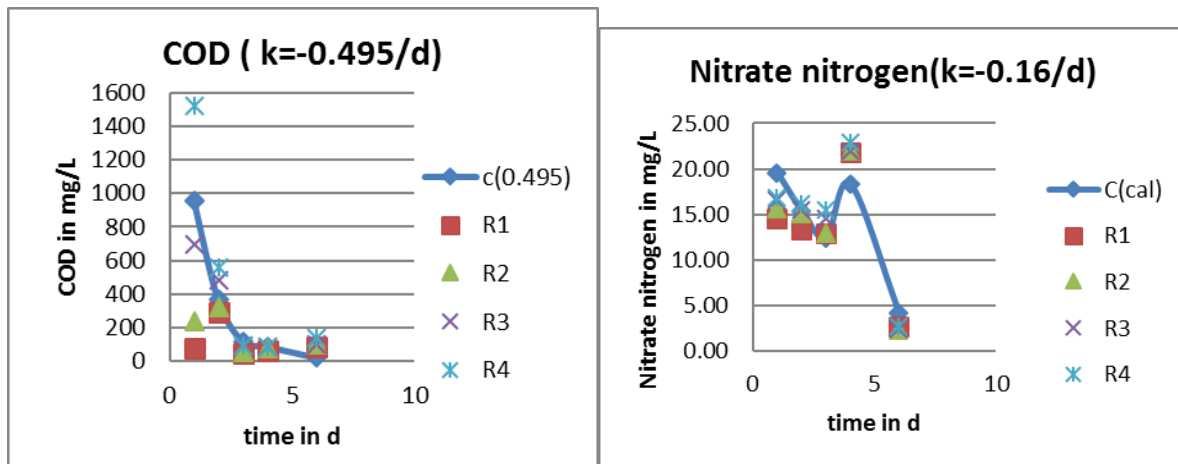 COD ( k=-0.495/d)
COD in mg/L
1600
1400
1200
1000
800
600
400
200
0
0
5
10
time in d
c(0.495)
R1
R2
R3
R4
Nitrate nitrogen(k=-0.16/d)
Nitrate nitrogen in mg/L
25.00
20.00
15.00
10.00
5.00
0.00
0
5
10
time in d
C(cal)
R1
R2
R3
R4